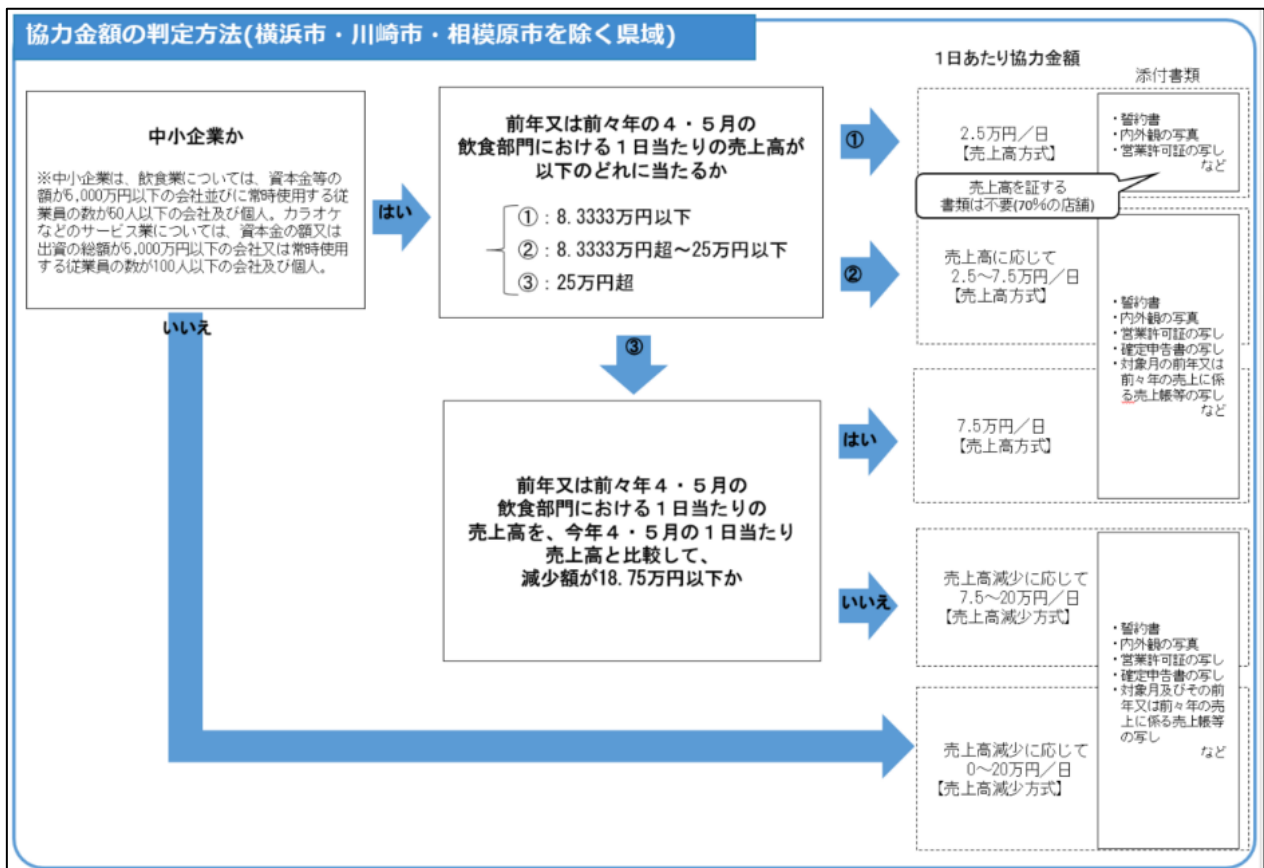 協力金額の判定方法(横浜市・川崎市・相模原市を除く県域)
中小企業か
※中小企業は、飲食業については、資本金等の
額が5,000万円以下の会社並びに常時使用する従
業員の数が50人以下の会社及び個人。カラオケ
などのサービス業については、資本金の額又は
出資の総額が5,000万円以下の会社又は常時使用
する従業員の数が100人以下の会社及び個人。
はい
いいえ
前年又は前々年の４・５月の
飲食部門における１日当たりの売上高が
以下のどれに当たるか
①：8.3333万円以下
②：8.3333万円超～25万円以下
③：25万円超
①
②
③
前年又は前々年４・５月の
飲食部門における１日当たりの
売上高を、今年４・５月の１日当たり
売上高と比較して、
減少額が18.75万円以下か
はい
いいえ
１日あたり協力金額
添付書類
2.5万円／日
【売上高方式】
・誓約書
・内外観の写真
・営業許可証の写し
など
売上高を証する
書類は不要(70％の店舗)
売上高に応じて
2.5～7.5万円／日
【売上高方式】
・誓約書
・内外観の写真
・営業許可証の写し
・確定申告書の写し
・対象月の前年又は
前々年の売上に係
る売上帳等の写し
など
7.5万円／日
【売上高方式】
売上高減少に応じて
7.5～20万円／日
【売上高減少方式】
・誓約書
・内外観の写真
・営業許可証の写し
・確定申告書の写し
・対象月及びその前
年又は前々年の売
上に係る売上帳等
の写し
など
売上高減少に応じて
0～20万円／日
【売上高減少方式】